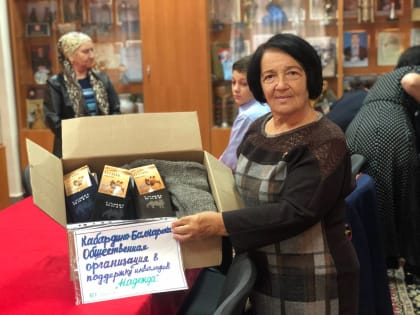 Кабардино-Балкарская
Общественная
организация в
поддержку инвалидов
"Надежда"